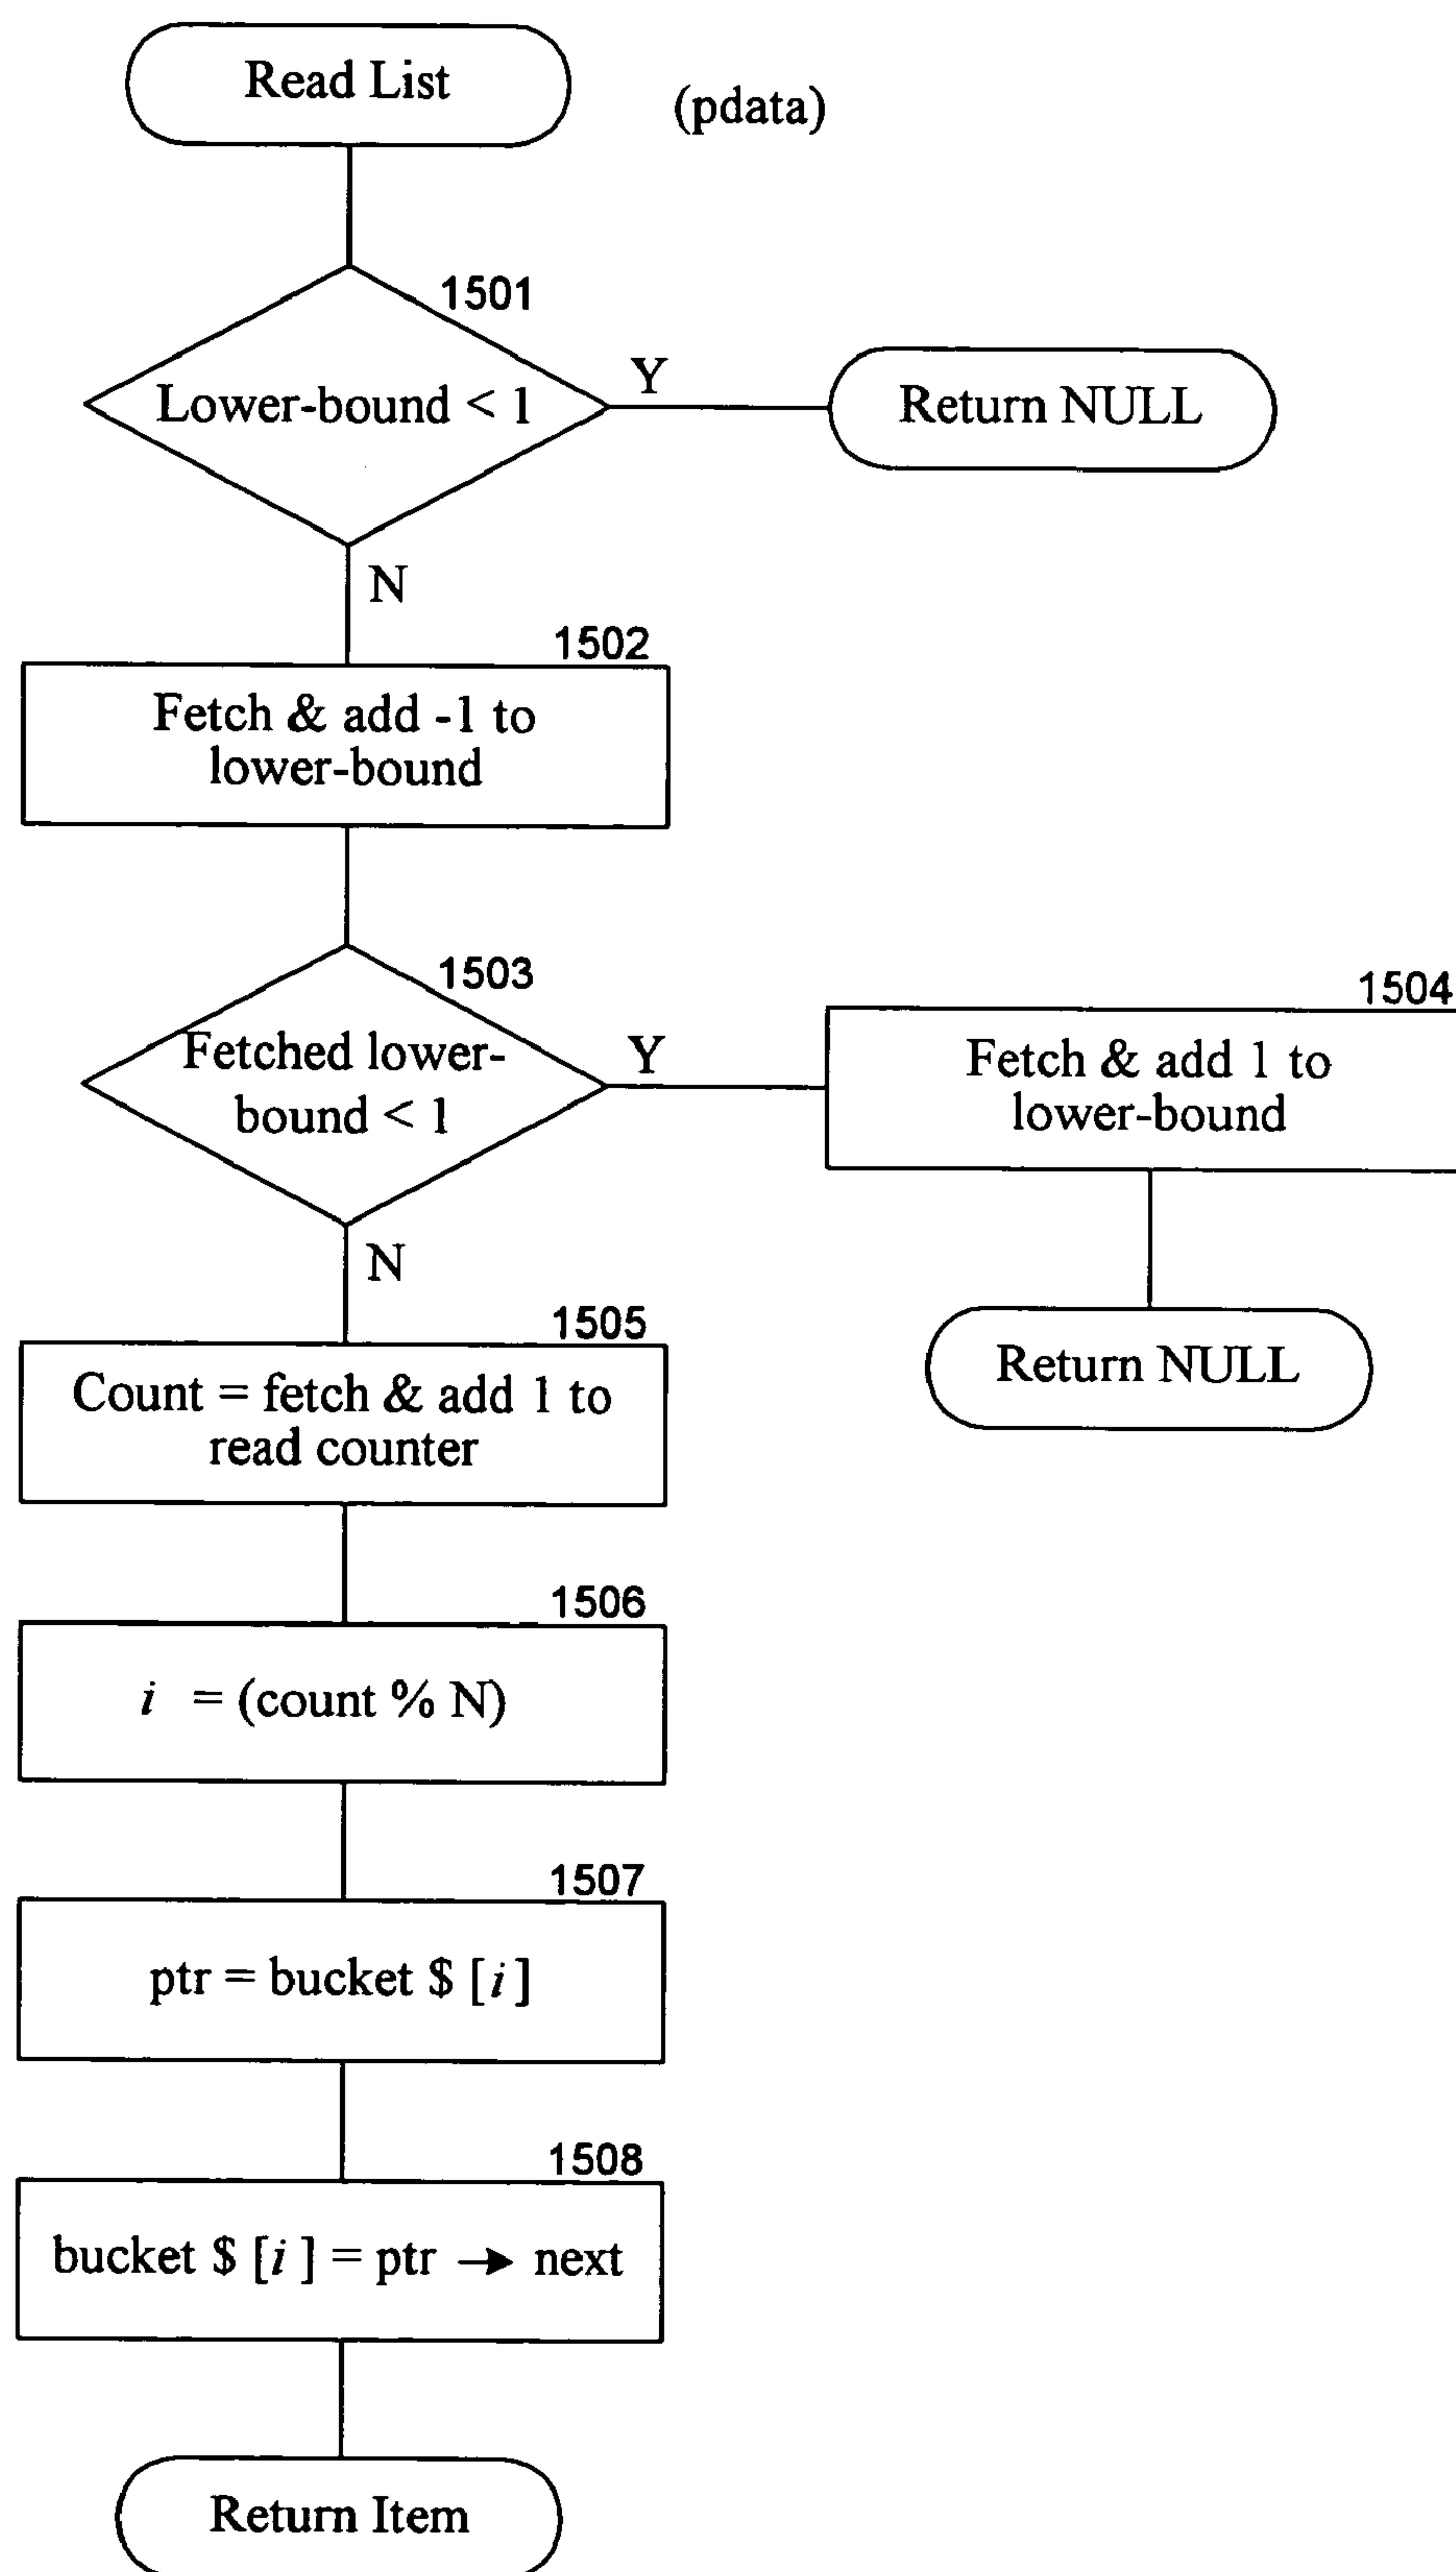 Read List
(pdata)
1501
Lower-bound < 1
Y
Return NULL
N
1502
Fetch & add -1 to
lower-bound
1503
Fetched lower-
bound < 1
Y
1504
Fetch & add 1 to
lower-bound
N
Return NULL
1505
Count = fetch & add 1 to
read counter
1506
i = (count % N)
1507
ptr = bucket $ [i]
1508
bucket $ [i] = ptr → next
Return Item